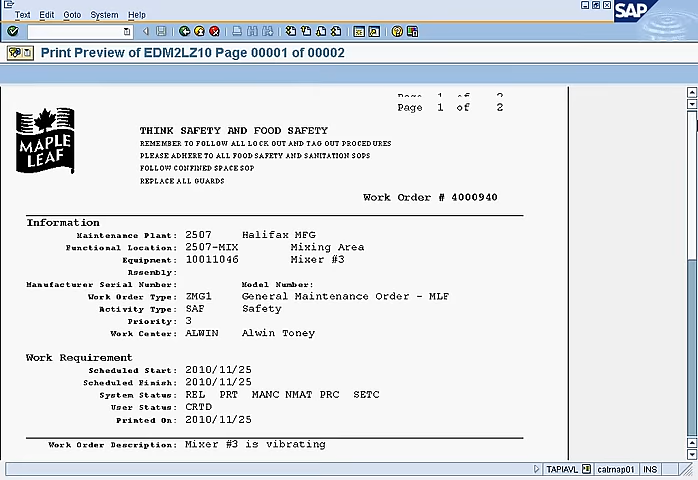 Text Edit Goto System Help
SAP
Print Preview of EDM2LZ10 Page 00001 of 00002
Page 1 of 2
Page 1 of 2
MAPLE
LEAF
THINK SAFETY AND FOOD SAFETY
REMEMBER TO FOLLOW ALL LOCK OUT AND TAG OUT PROCEDURES
PLEASE ADHERE TO ALL FOOD SAFETY AND SANITATION SOPS
FOLLOW CONFINED SPACE SOP
REPLACE ALL GUARDS
Work Order # 4000940
Information
Maintenance Plant: 2507 Halifax MFG
Functional Location: 2507-MIX Mixing Area
Equipment: 10011046 Mixer #3
Assembly:
Manufacturer Serial Number: Model Number:
Work Order Type: ZMG1 General Maintenance Order - MLF
Activity Type: SAF Safety
Priority: 3
Work Center: ALWIN Alwin Toney
Work Requirement
Scheduled Start: 2010/11/25
Scheduled Finish: 2010/11/25
System Status: REL PRT MANC NMAT PRC SETC
User Status: CRTD
Printed On: 2010/11/25
Work Order Description: Mixer #3 is vibrating
TAPIAVL catrnap01 INS